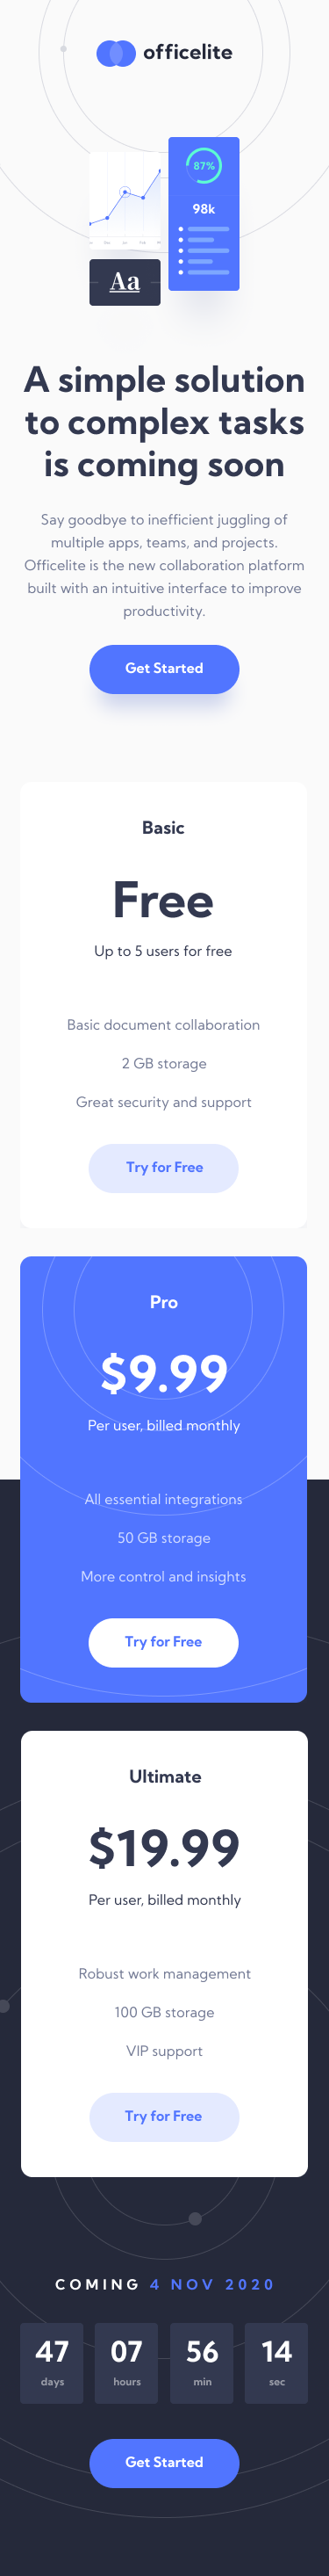 officelite
87%
98k
Aa
A simple solution
to complex tasks
is coming soon
Say goodbye to inefficient juggling of
multiple apps, teams, and projects.
Officelite is the new collaboration platform
built with an intuitive interface to improve
productivity.
Get Started
Basic
Free
Up to 5 users for free
Basic document collaboration
2 GB storage
Great security and support
Try for Free
Pro
$9.99
Per user, billed monthly
All essential integrations
50 GB storage
More control and insights
Try for Free
Ultimate
$19.99
Per user, billed monthly
Robust work management
100 GB storage
VIP support
Try for Free
COMING 4 NOV 2020
47 07 56 14
days hours min sec
Get Started